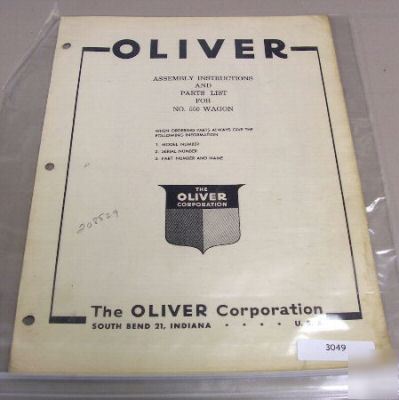 OLIVER
ASSEMBLY INSTRUCTIONS
AND
PARTS LIST
FOR
NO. 550 WAGON
WHEN ORDERING PARTS ALWAYS GIVE THE
FOLLOWING INFORMATION
1. MODEL NUMBER
2. SERIAL NUMBER
3. PART NUMBER AND NAME
THE
OLIVER
CORPORATION
The OLIVER Corporation
SOUTH BEND 21, INDIANA • • • • U. S.
3049